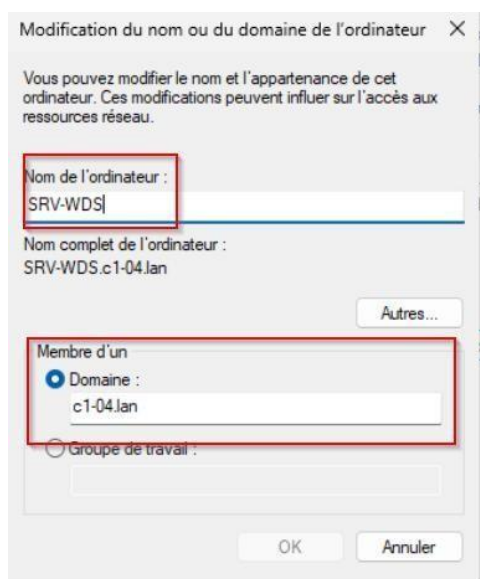 Modification du nom ou du domaine de l'ordinateur
Vous pouvez modifier le nom et l'appartenance de cet
ordinateur. Ces modifications peuvent influer sur l'accès aux
ressources réseau.
Nom de l'ordinateur :
SRV-WDS
Nom complet de l'ordinateur :
SRV-WDS.c1-04.lan
Autres...
Membre d'un
Domaine :
c1-04.lan
Groupe de travail :
OK
Annuler